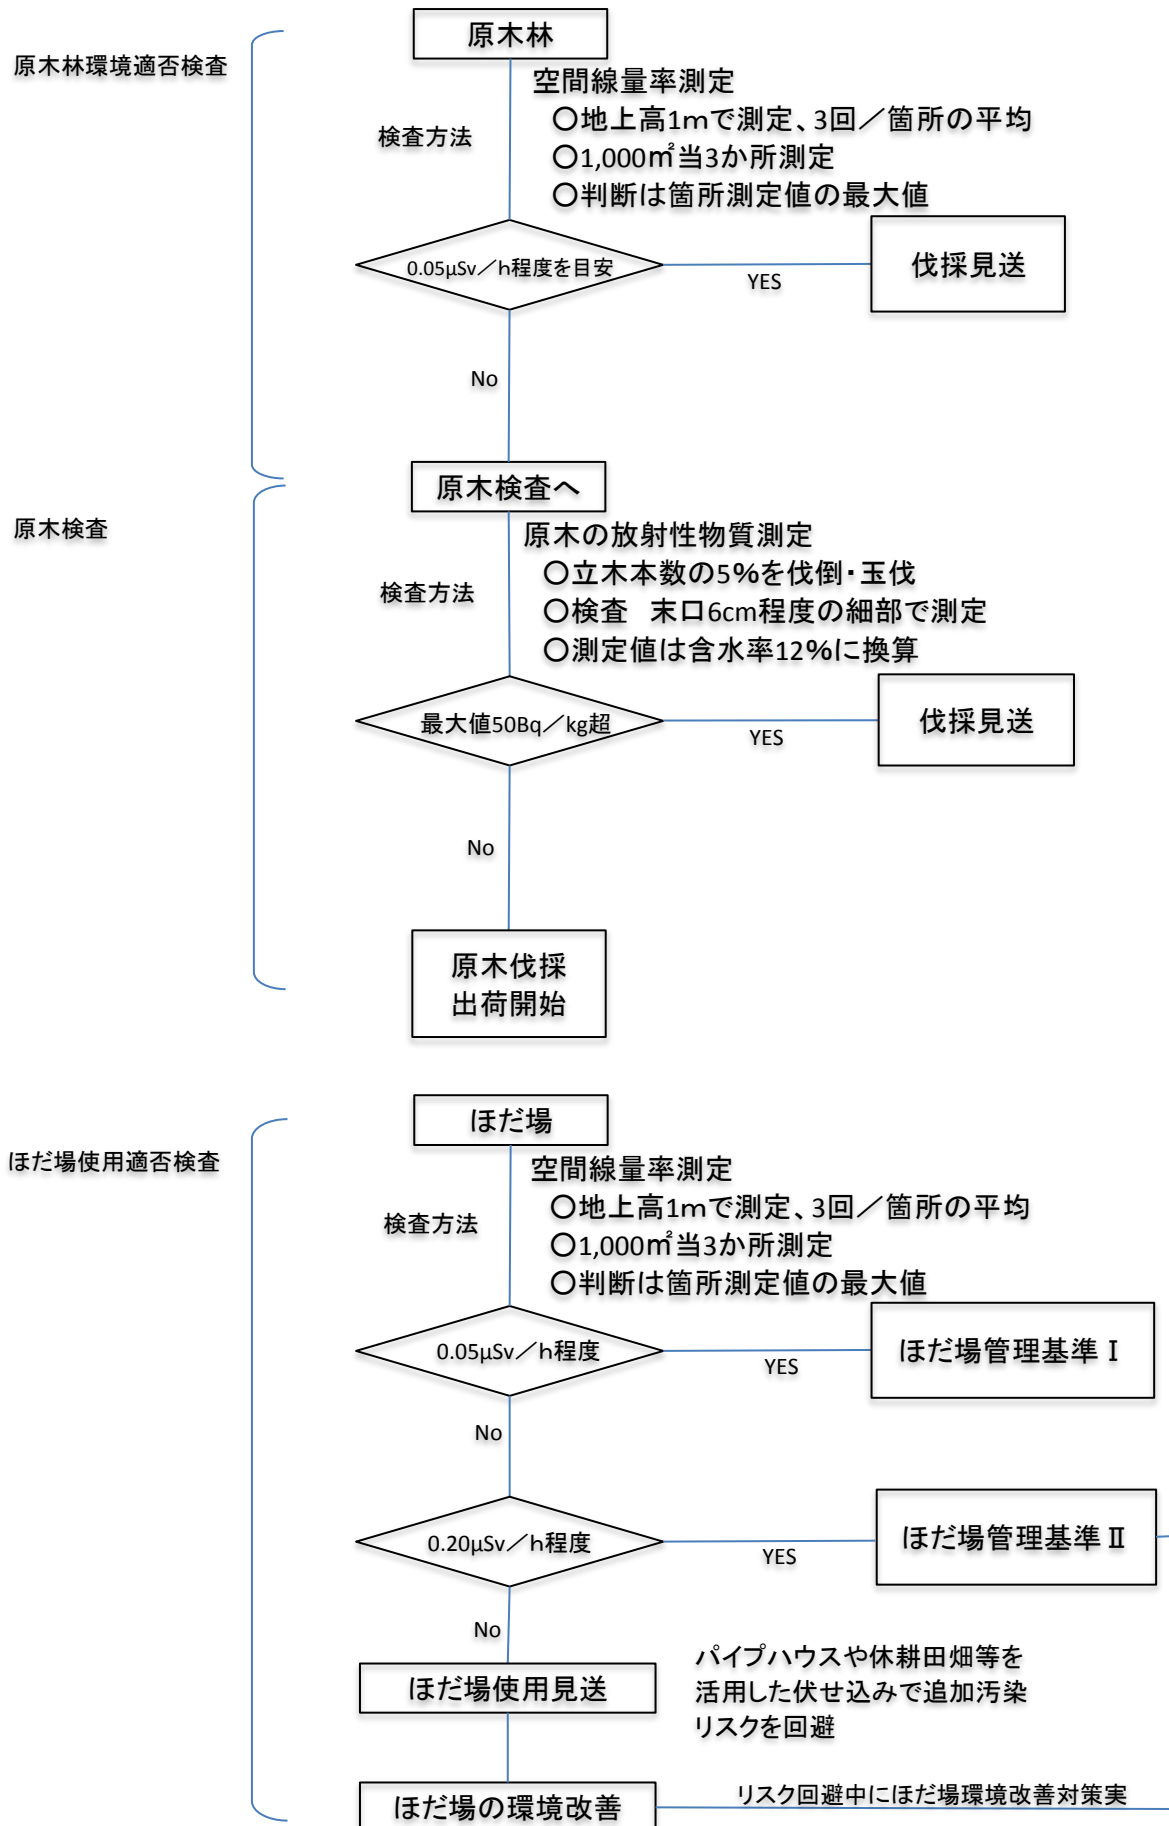 原木林
原木林環境適否検査
空間線量率測定
○地上高1mで測定、3回／箇所の平均
検査方法
○1,000㎡当3か所測定
○判断は箇所測定値の最大値
0.05μSv／h程度を目安
YES
伐採見送
No
原木検査へ
原木検査
原木の放射性物質測定
○立木本数の5%を伐倒・玉伐
検査方法
○検査　末口6cm程度の細部で測定
○測定値は含水率12%に換算
最大値50Bq／kg超
YES
伐採見送
No
原木伐採
出荷開始
ほだ場
ほだ場使用適否検査
空間線量率測定
○地上高1mで測定、3回／箇所の平均
検査方法
○1,000㎡当3か所測定
○判断は箇所測定値の最大値
0.05μSv／h程度
YES
ほだ場管理基準Ⅰ
No
0.20μSv／h程度
YES
ほだ場管理基準Ⅱ
No
ほだ場使用見送
パイプハウスや休耕田畑等を
活用した伏せ込みで追加汚染
リスクを回避
ほだ場の環境改善
リスク回避中にほだ場環境改善対策実